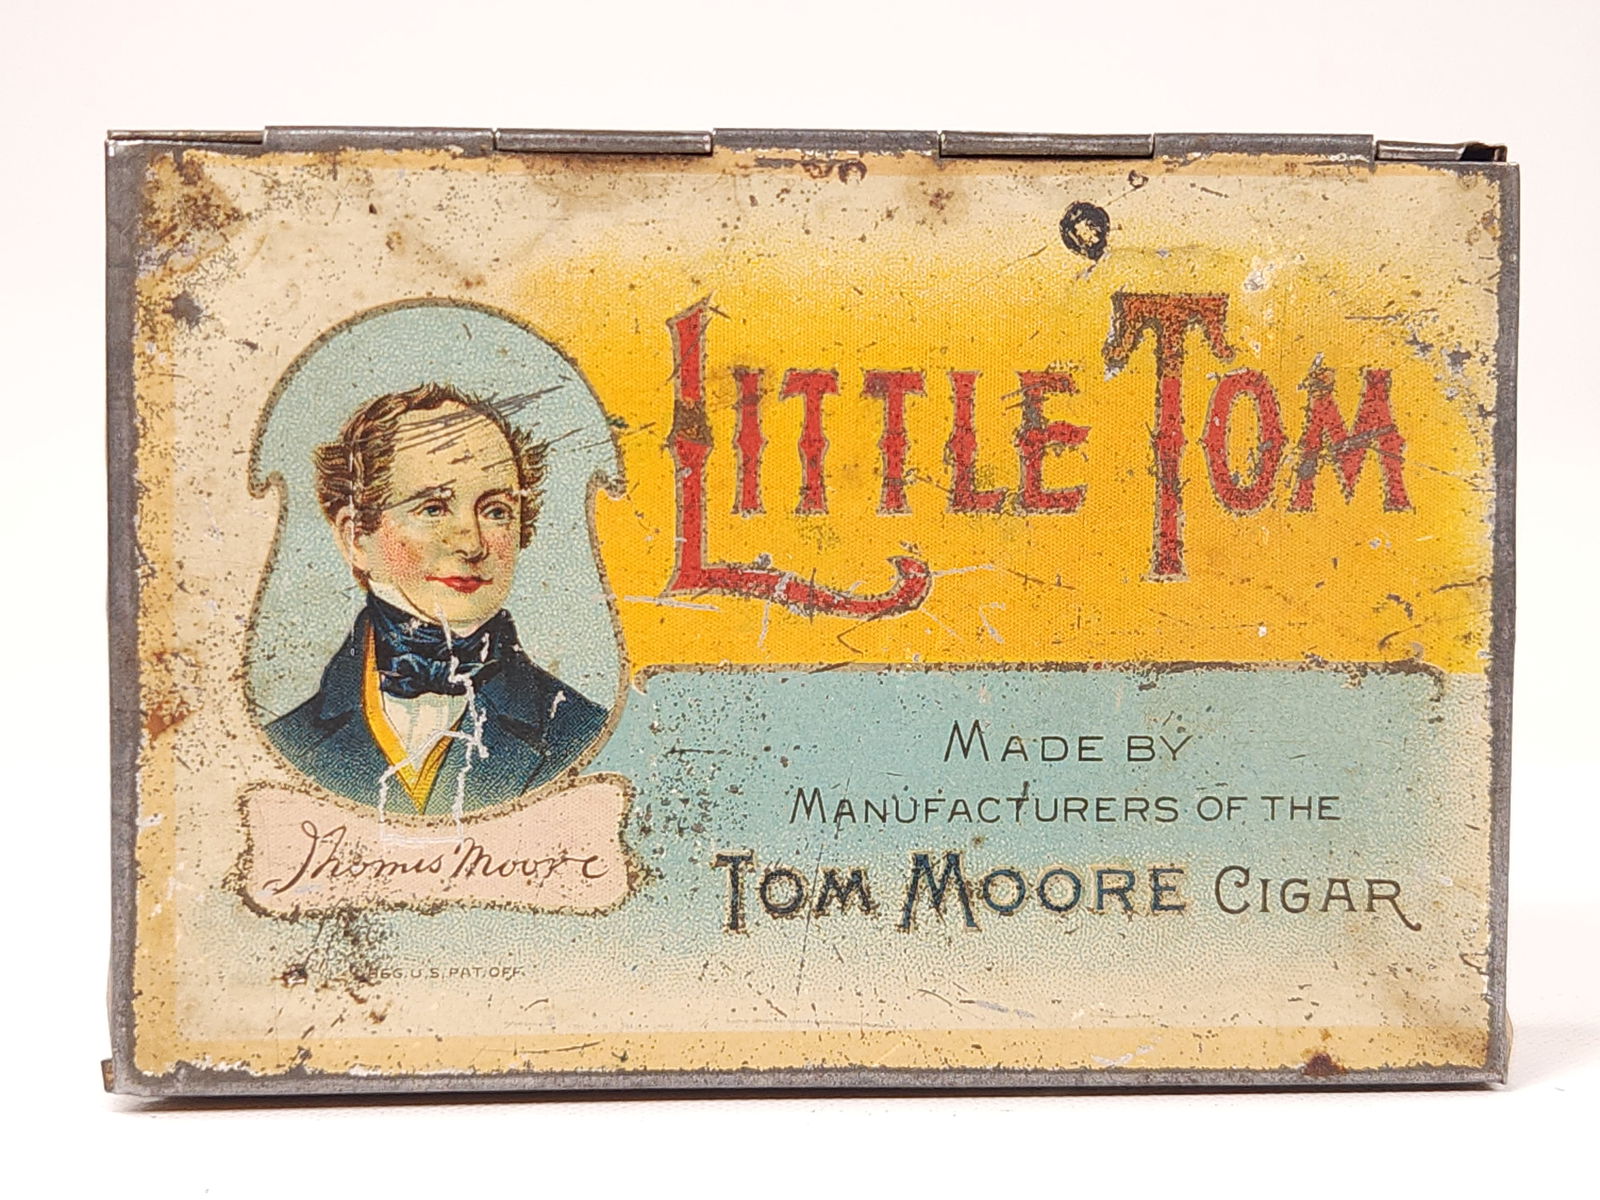 LITTLE TOM
Thomas Moore
MADE BY
MANUFACTURERS OF THE
TOM MOORE CIGAR
REG. U.S. PAT. OFF.